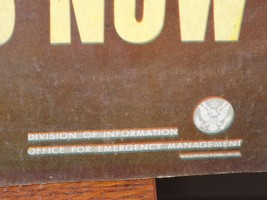 S NOW
DIVISION OF INFORMATION
OFFICE FOR EMERGENCY MANAGEMENT